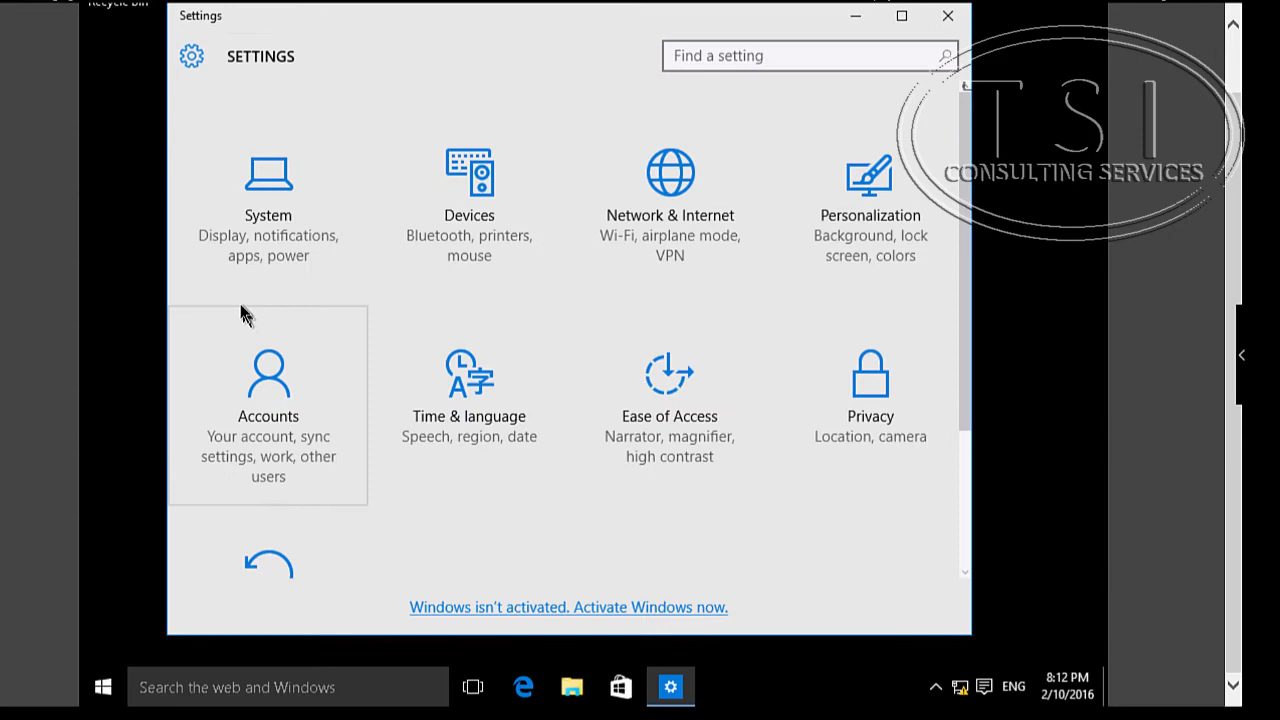 Recycle Bin
Settings
SETTINGS
Find a setting
T S I
CONSULTING SERVICES
System
Display, notifications,
apps, power
Devices
Bluetooth, printers,
mouse
Network & Internet
Wi-Fi, airplane mode,
VPN
Personalization
Background, lock
screen, colors
Accounts
Your account, sync
settings, work, other
users
Time & language
Speech, region, date
Ease of Access
Narrator, magnifier,
high contrast
Privacy
Location, camera
Windows isn't activated. Activate Windows now.
Search the web and Windows
ENG
8:12 PM
2/10/2016